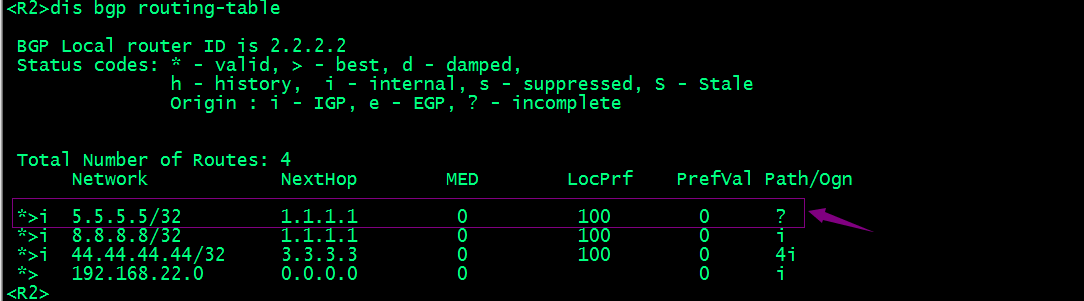 <R2>dis bgp routing-table
BGP Local router ID is 2.2.2.2
Status codes: * - valid, > - best, d - damped,
h - history,  i - internal, s - suppressed, S - Stale
Origin : i - IGP, e - EGP, ? - incomplete
Total Number of Routes: 4
Network NextHop MED LocPrf PrefVal Path/Ogn
*>i 5.5.5.5/32 1.1.1.1 0 100 0 ?
*>i 8.8.8.8/32 1.1.1.1 0 100 0 i
*>i 44.44.44.44/32 3.3.3.3 0 100 0 4i
*> 192.168.22.0 0.0.0.0 0 0 i
<R2>